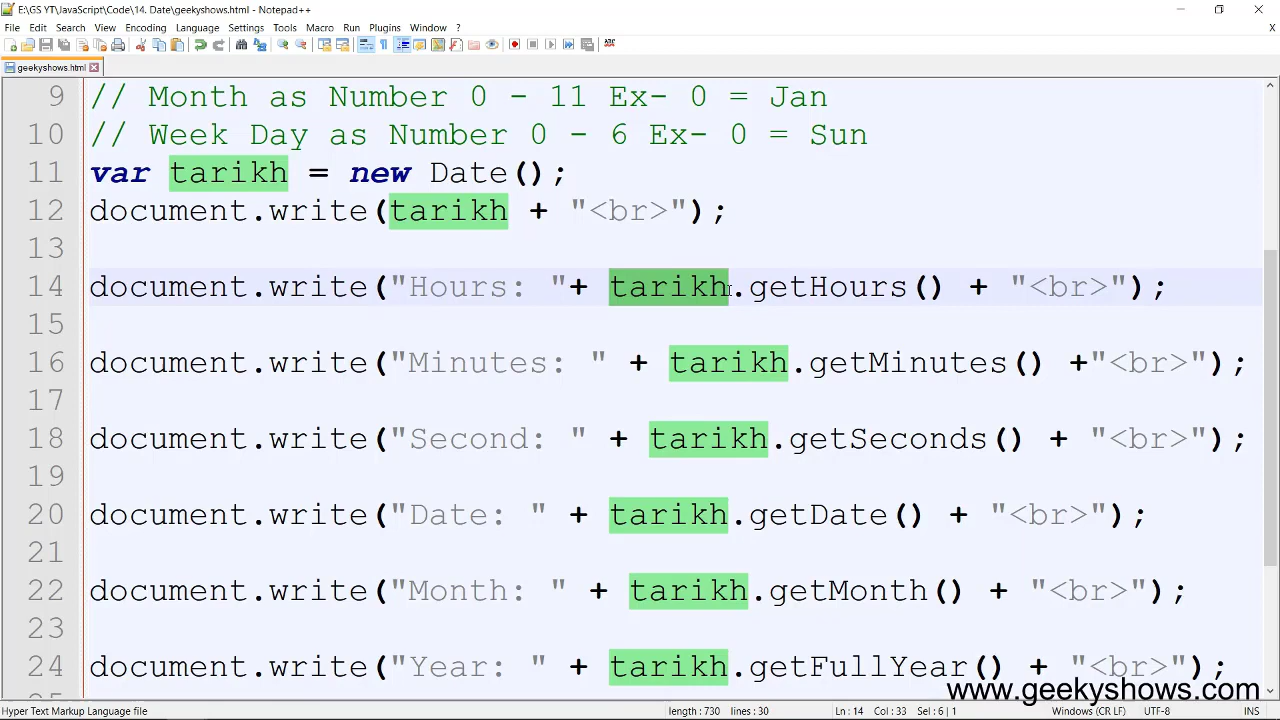 E:\GS YT\JavaScript\Code\14. Date\geekyshows.html - Notepad++
File Edit Search View Encoding Language Settings Tools Macro Run Plugins Window ? X
geekyshows.html
9 // Month as Number 0 - 11 Ex- 0 = Jan
10 // Week Day as Number 0 - 6 Ex- 0 = Sun
11 var tarikh = new Date();
12 document.write(tarikh + "<br>");
13
14 document.write("Hours: "+ tarikh.getHours() + "<br>");
15
16 document.write("Minutes: " + tarikh.getMinutes() +"<br>");
17
18 document.write("Second: " + tarikh.getSeconds() + "<br>");
19
20 document.write("Date: " + tarikh.getDate() + "<br>");
21
22 document.write("Month: " + tarikh.getMonth() + "<br>");
23
24 document.write("Year: " + tarikh.getFullYear() + "<br>");
www.geekyshows.com
Hyper Text Markup Language file length : 730 lines : 30 Ln : 14 Col : 33 Sel : 6 | 1 Windows (CR LF) UTF-8 INS